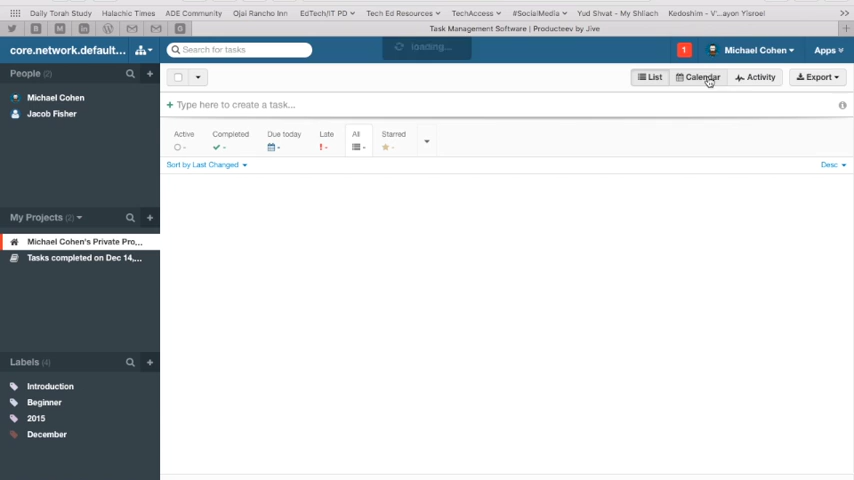 Daily Torah Study Halachic Times ADE Community Ojai Rancho Inn EdTech/IT PD Tech Ed Resources TechAccess #SocialMedia Yud Shvat - My Shliach Kedoshim - V'...ayon Yisroel
Task Management Software | Producteev by Jive
core.network.default... Search for tasks loading... 1 Michael Cohen Apps
People (2) List Calendar Activity Export
Michael Cohen + Type here to create a task...
Jacob Fisher
Active Completed Due today Late All Starred
Sort by Last Changed Desc
My Projects (2)
Michael Cohen's Private Pro...
Tasks completed on Dec 14,...
Labels (4)
Introduction
Beginner
2015
December